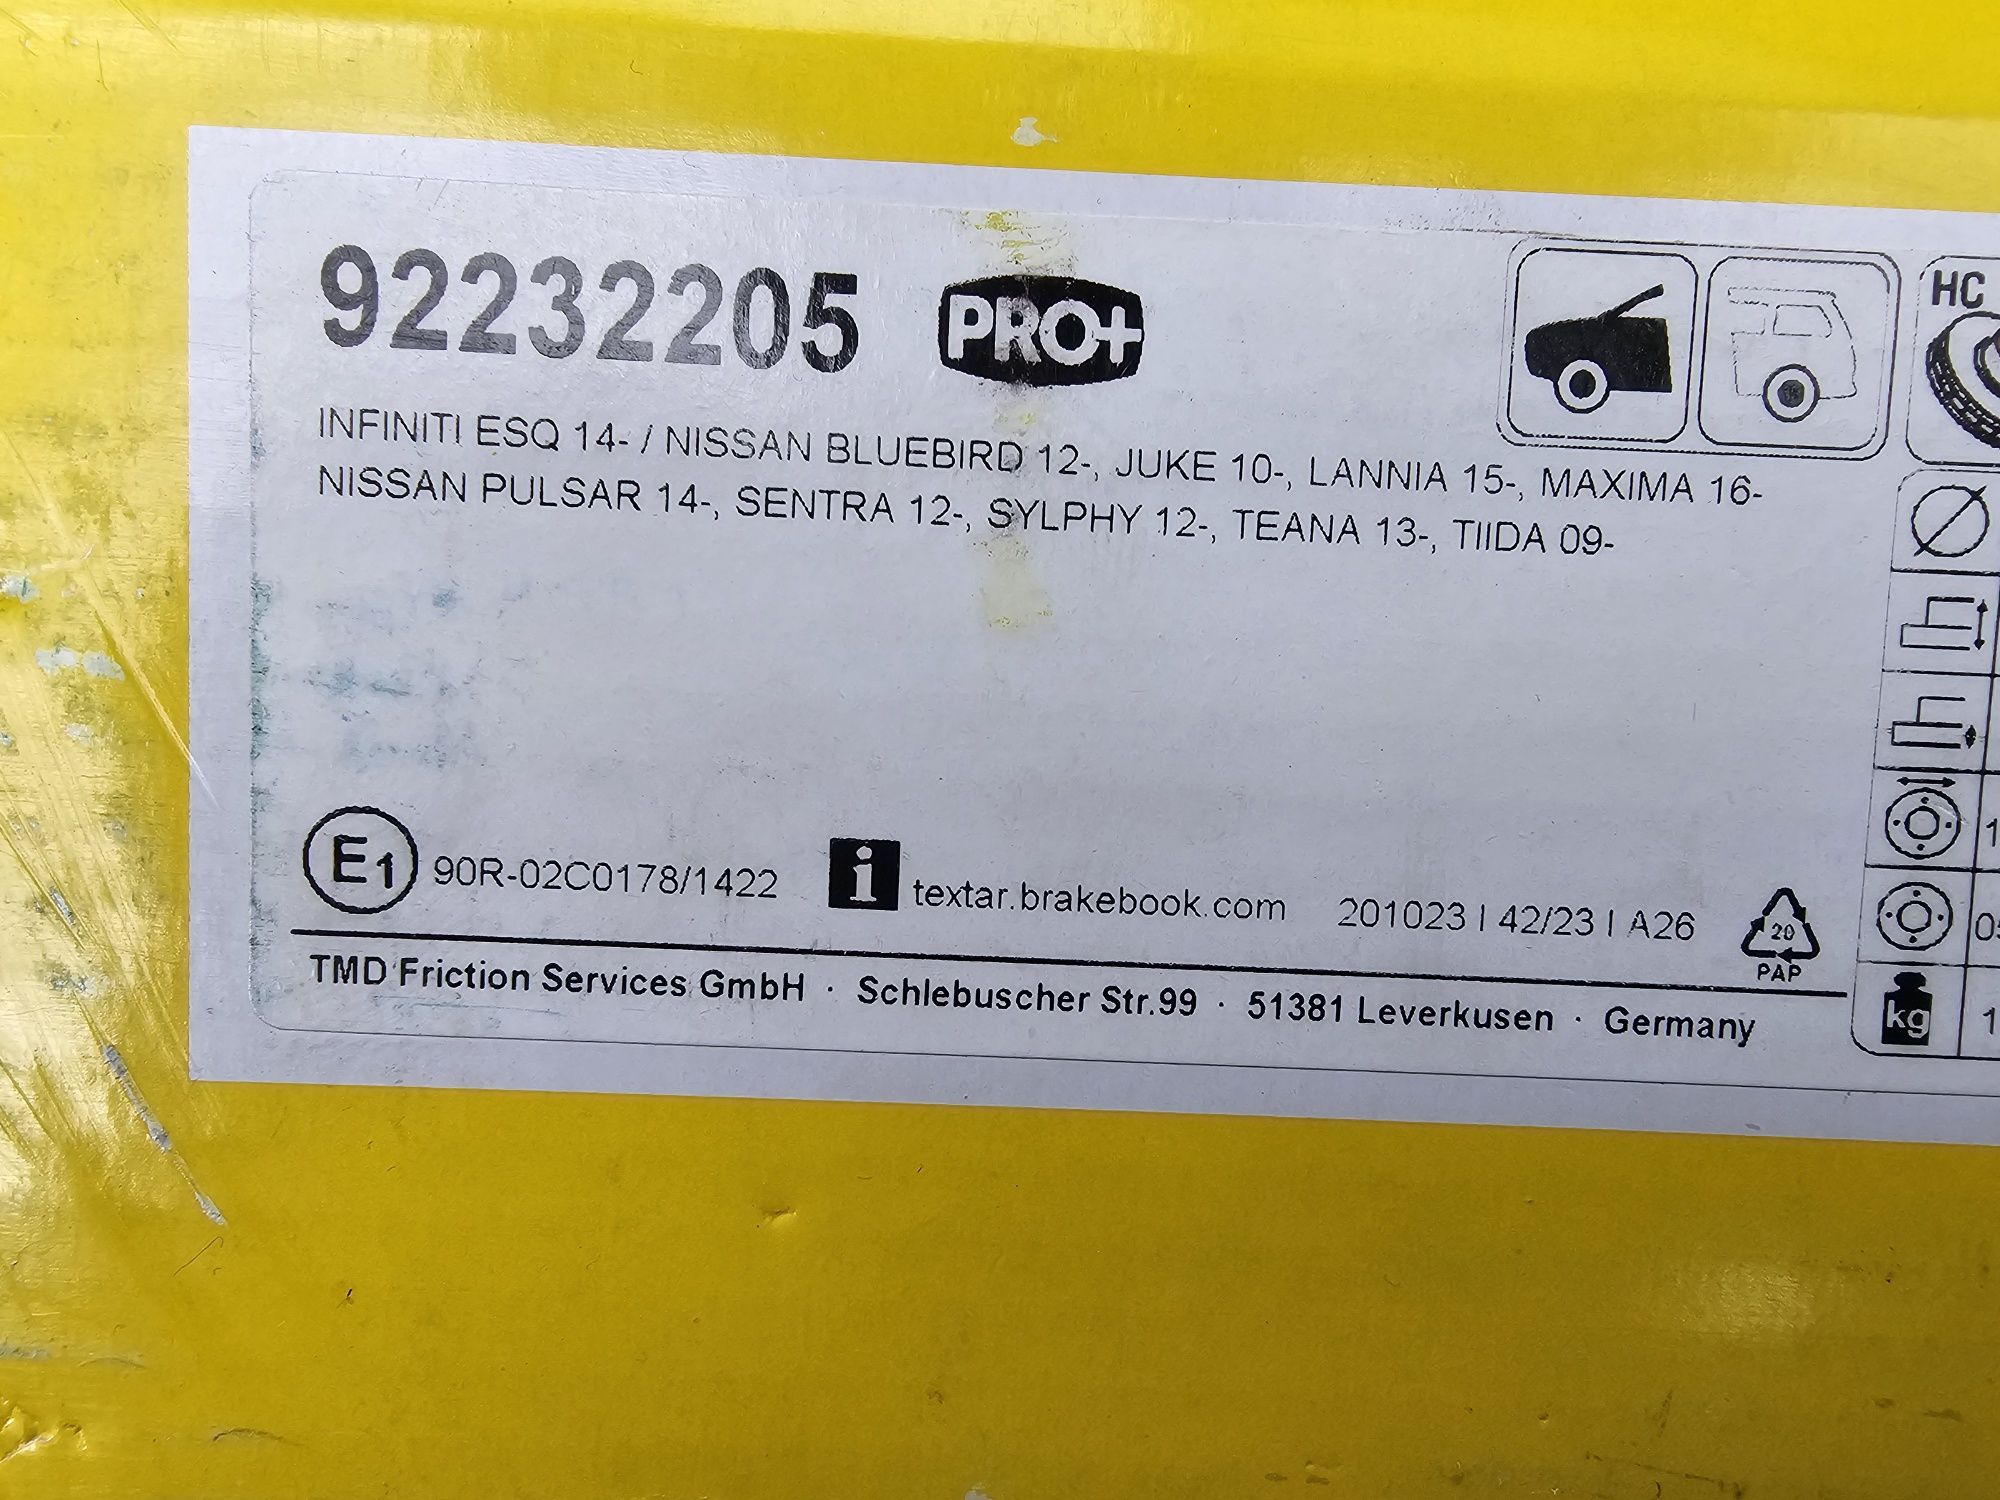 92232205 PRO+
HC
INFINITI ESQ 14- / NISSAN BLUEBIRD 12-, JUKE 10-, LANNIA 15-, MAXIMA 16-
NISSAN PULSAR 14-, SENTRA 12-, SYLPHY 12-, TEANA 13-, TIIDA 09-
E1 90R-02C0178/1422 i textar.brakebook.com 201023 | 42/23 | A26 20
PAP
TMD Friction Services GmbH · Schlebuscher Str.99 · 51381 Leverkusen · Germany
kg